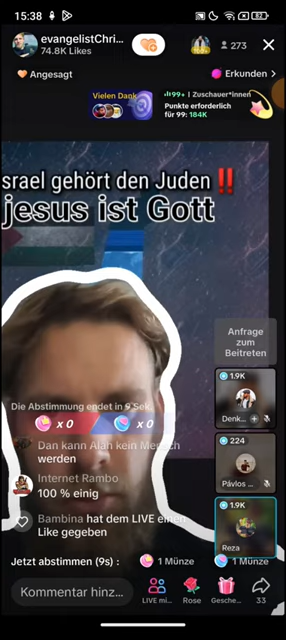 15:38
82
evangelistChri...
74.8K Likes
273
Angesagt
Erkunden
Vielen Dank
99+ | Zuschauer*innen
Punkte erforderlich
für 99: 184K
srael gehört den Juden ‼️
jesus ist Gott
Anfrage
zum
Beitreten
1.9K
Denk...
Die Abstimmung endet in 9 Sek.
x 0
x 0
Dan kann Alah kein Mensch
werden
224
Pávlos ...
Internet Rambo
100 % einig
Bambina hat dem LIVE einen
Like gegeben
1.9K
Reza
Jetzt abstimmen (9s) :
1 Münze
1 Münze
Kommentar hinz...
LIVE mi...
Rose
Gesche...
33